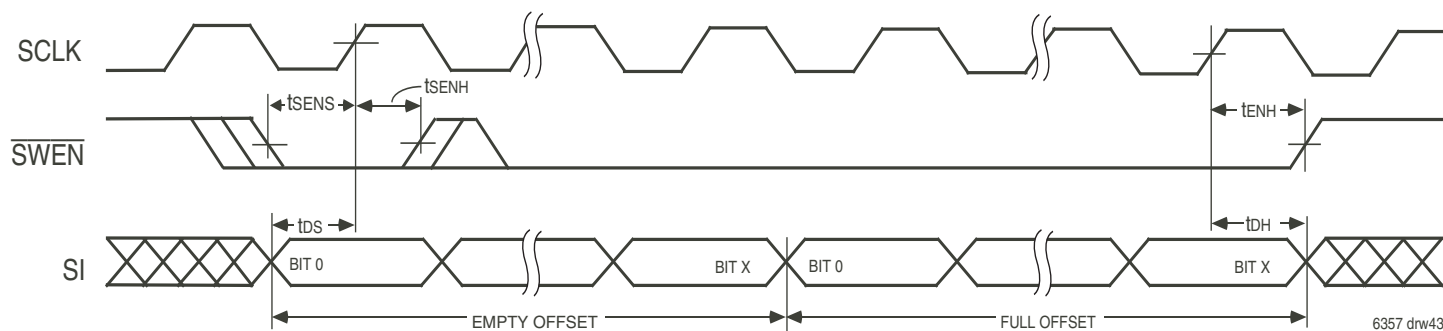 SCLK
tSENH
tSENS
tENH
SWEN
tDS
tDH
SI
BIT 0
BIT X
BIT 0
BIT X
EMPTY OFFSET
FULL OFFSET
6357 drw43